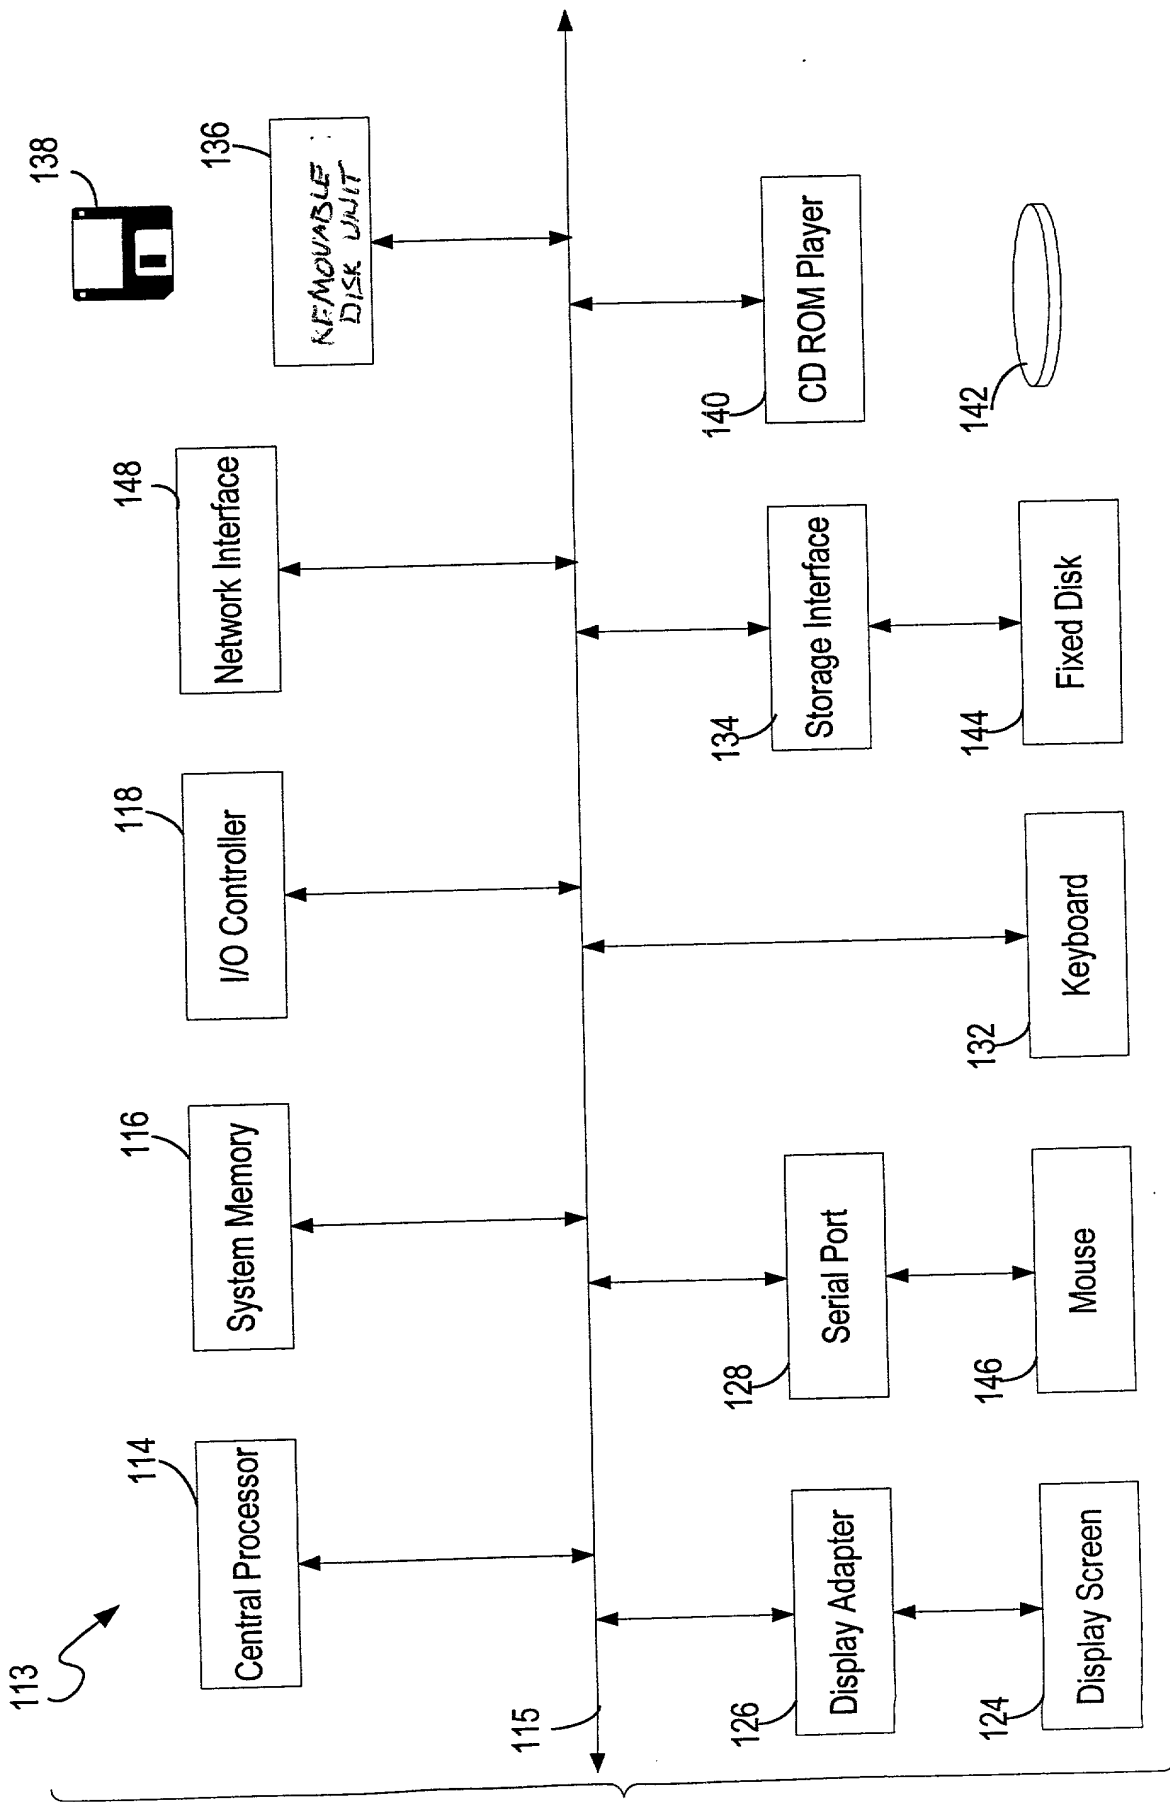 113
114
Central Processor
116
System Memory
118
I/O Controller
148
Network Interface
138
136
REMOVABLE
DISK UNIT
115
126
Display Adapter
128
Serial Port
134
Storage Interface
140
CD ROM Player
124
Display Screen
146
Mouse
132
Keyboard
144
Fixed Disk
142